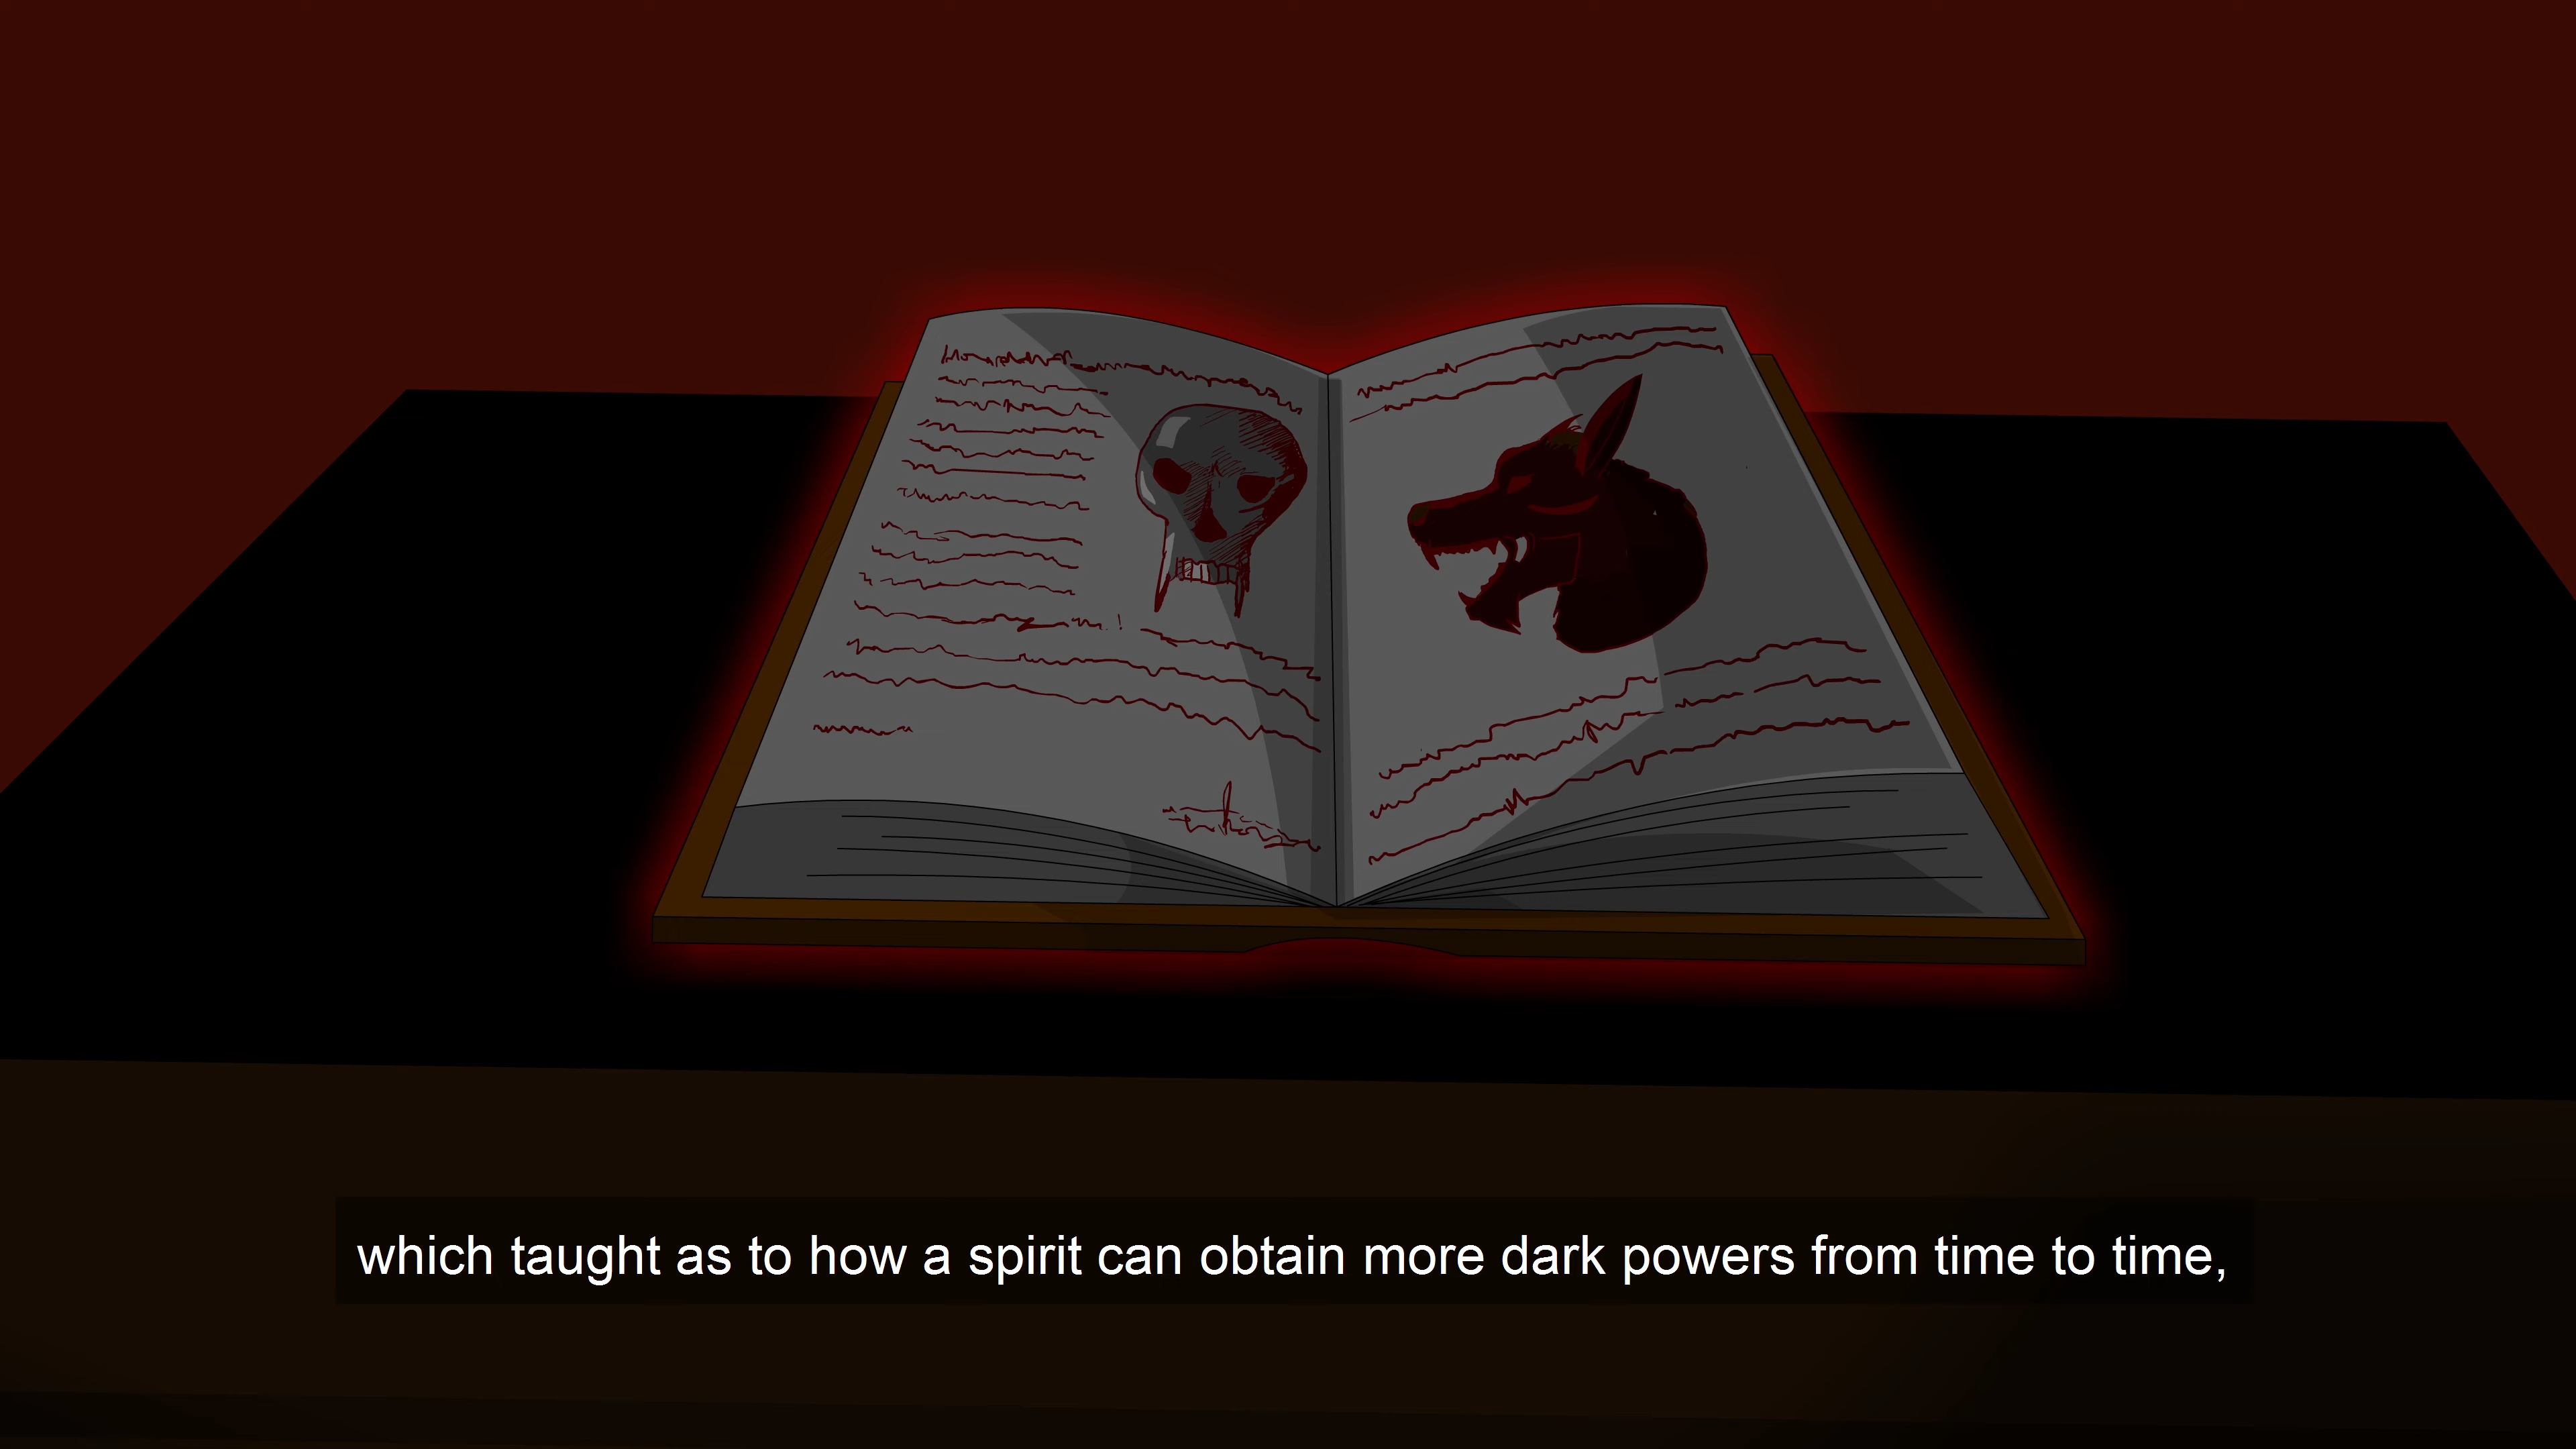 which taught as to how a spirit can obtain more dark powers from time to time,